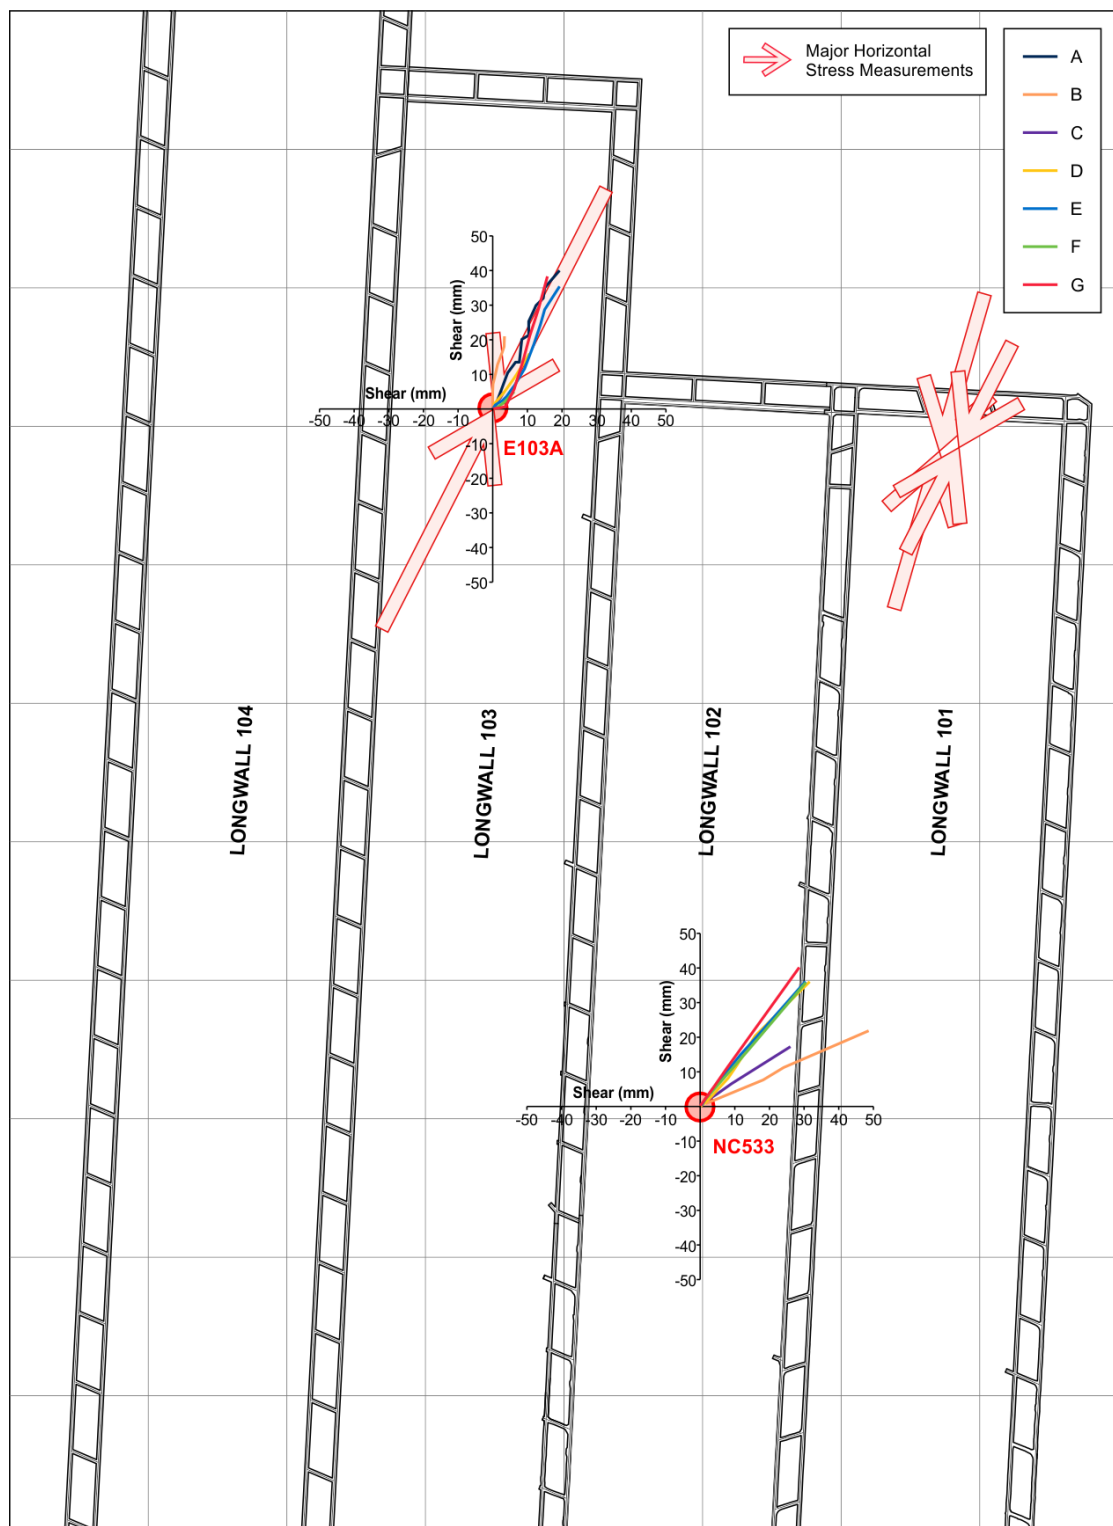 Major Horizontal
Stress Measurements
A
B
C
D
E
F
G
50
40
30
20
10
Shear (mm)
Shear (mm)
-50 -40 -30 -20 -10 10 20 30 40 50
E103A
-10
-20
-30
-40
-50
LONGWALL 104
LONGWALL 103
LONGWALL 102
LONGWALL 101
50
40
30
20
10
Shear (mm)
Shear (mm)
-50 -40 -30 -20 -10 10 20 30 40 50
NC533
-10
-20
-30
-40
-50